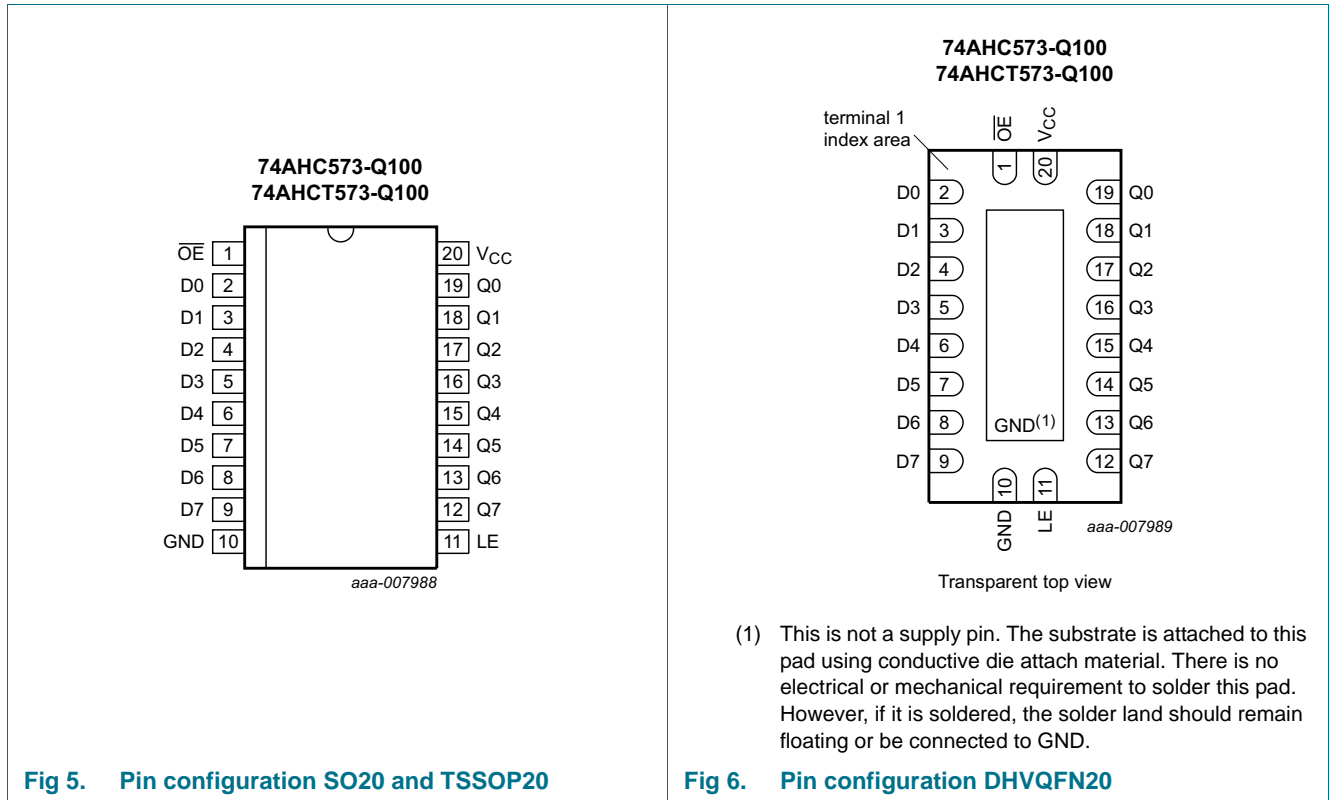 74AHC573-Q100
74AHCT573-Q100
OE 1
20 VCC
D0 2
19 Q0
D1 3
18 Q1
D2 4
17 Q2
D3 5
16 Q3
D4 6
15 Q4
D5 7
14 Q5
D6 8
13 Q6
D7 9
12 Q7
GND 10
11 LE
aaa-007988
Fig 5. Pin configuration SO20 and TSSOP20
74AHC573-Q100
74AHCT573-Q100
terminal 1
index area
OE
VCC
1
20
D0 2
19 Q0
D1 3
18 Q1
D2 4
17 Q2
D3 5
16 Q3
D4 6
15 Q4
D5 7
14 Q5
D6 8
GND(1)
13 Q6
D7 9
12 Q7
10
11
GND
LE
aaa-007989
Transparent top view
(1) This is not a supply pin. The substrate is attached to this
pad using conductive die attach material. There is no
electrical or mechanical requirement to solder this pad.
However, if it is soldered, the solder land should remain
floating or be connected to GND.
Fig 6. Pin configuration DHVQFN20